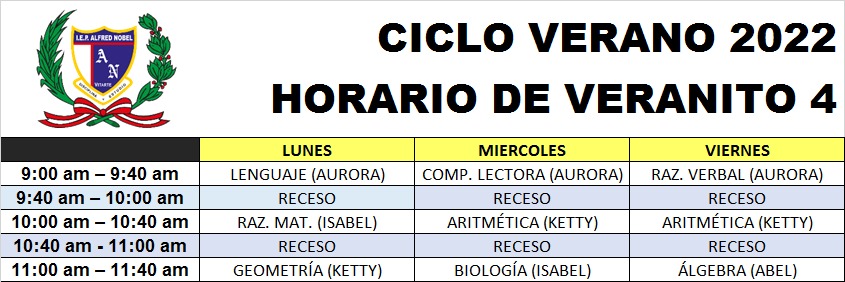 I.E.P. ALFRED NOBEL
A N
VITARTE
DISCIPLINA - ESTUDIO
CICLO VERANO 2022
HORARIO DE VERANITO 4
LUNES MIERCOLES VIERNES
9:00 am – 9:40 am LENGUAJE (AURORA) COMP. LECTORA (AURORA) RAZ. VERBAL (AURORA)
9:40 am – 10:00 am RECESO RECESO RECESO
10:00 am – 10:40 am RAZ. MAT. (ISABEL) ARITMÉTICA (KETTY) ARITMÉTICA (KETTY)
10:40 am - 11:00 am RECESO RECESO RECESO
11:00 am – 11:40 am GEOMETRÍA (KETTY) BIOLOGÍA (ISABEL) ÁLGEBRA (ABEL)